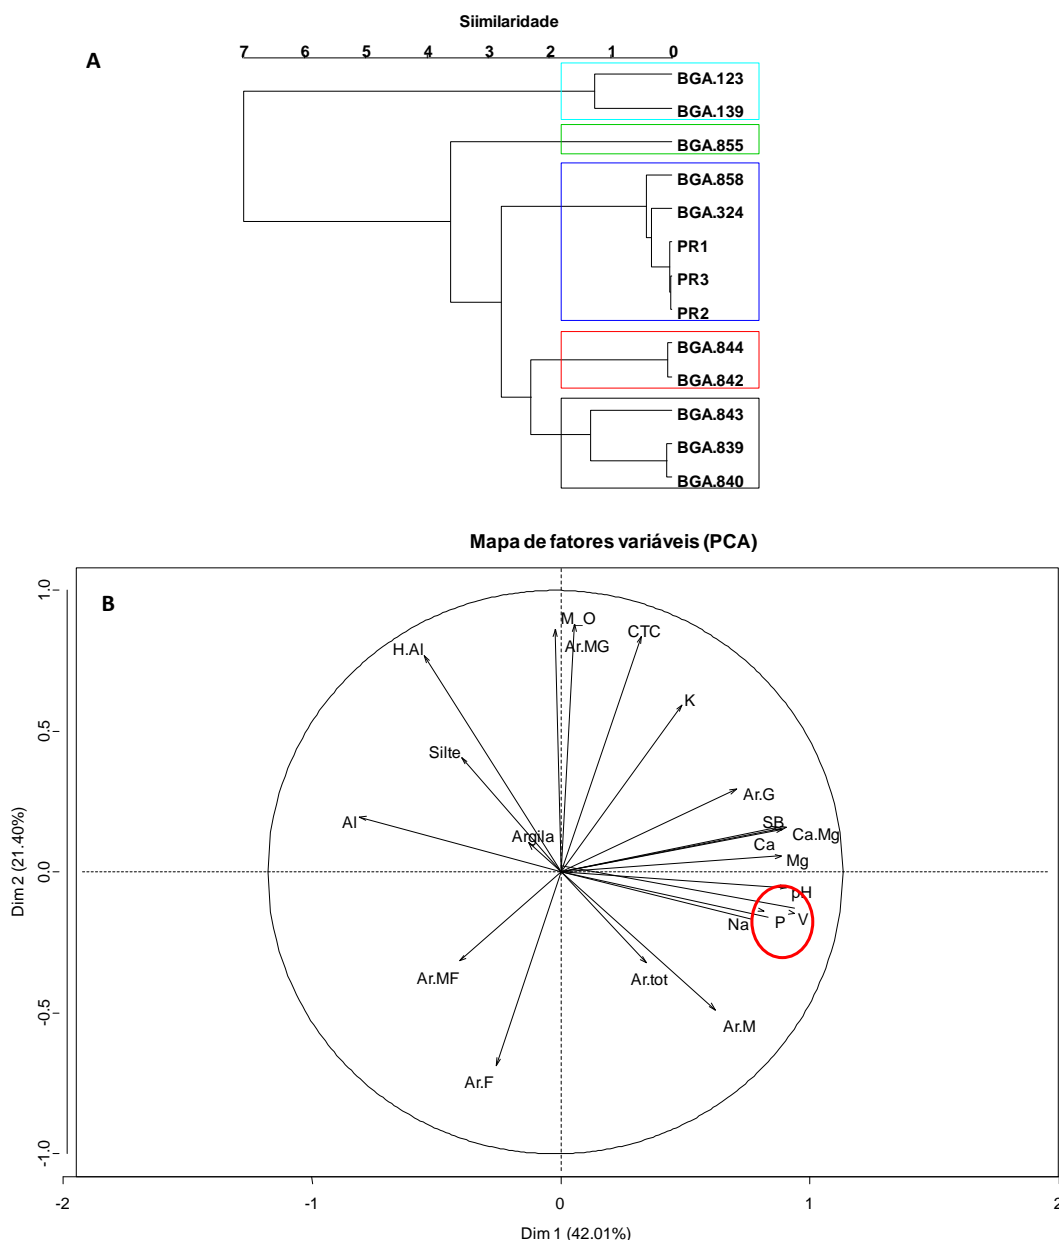 Siimilaridade
7 6 5 4 3 2 1 0
A
BGA.123
BGA.139
BGA.855
BGA.858
BGA.324
PR1
PR3
PR2
BGA.844
BGA.842
BGA.843
BGA.839
BGA.840
Mapa de fatores variáveis (PCA)
B
1.0
0.5
0.0
-0.5
-1.0
Dim 2 (21.40%)
M_O
CTC
Ar.MG
H.Al
K
Silte
Ar.G
Al
SB
Ca.Mg
Argila
Ca
Mg
pH
Na
P
V
Ar.MF
Ar.tot
Ar.M
Ar.F
-2 -1 0 1 2
Dim 1 (42.01%)